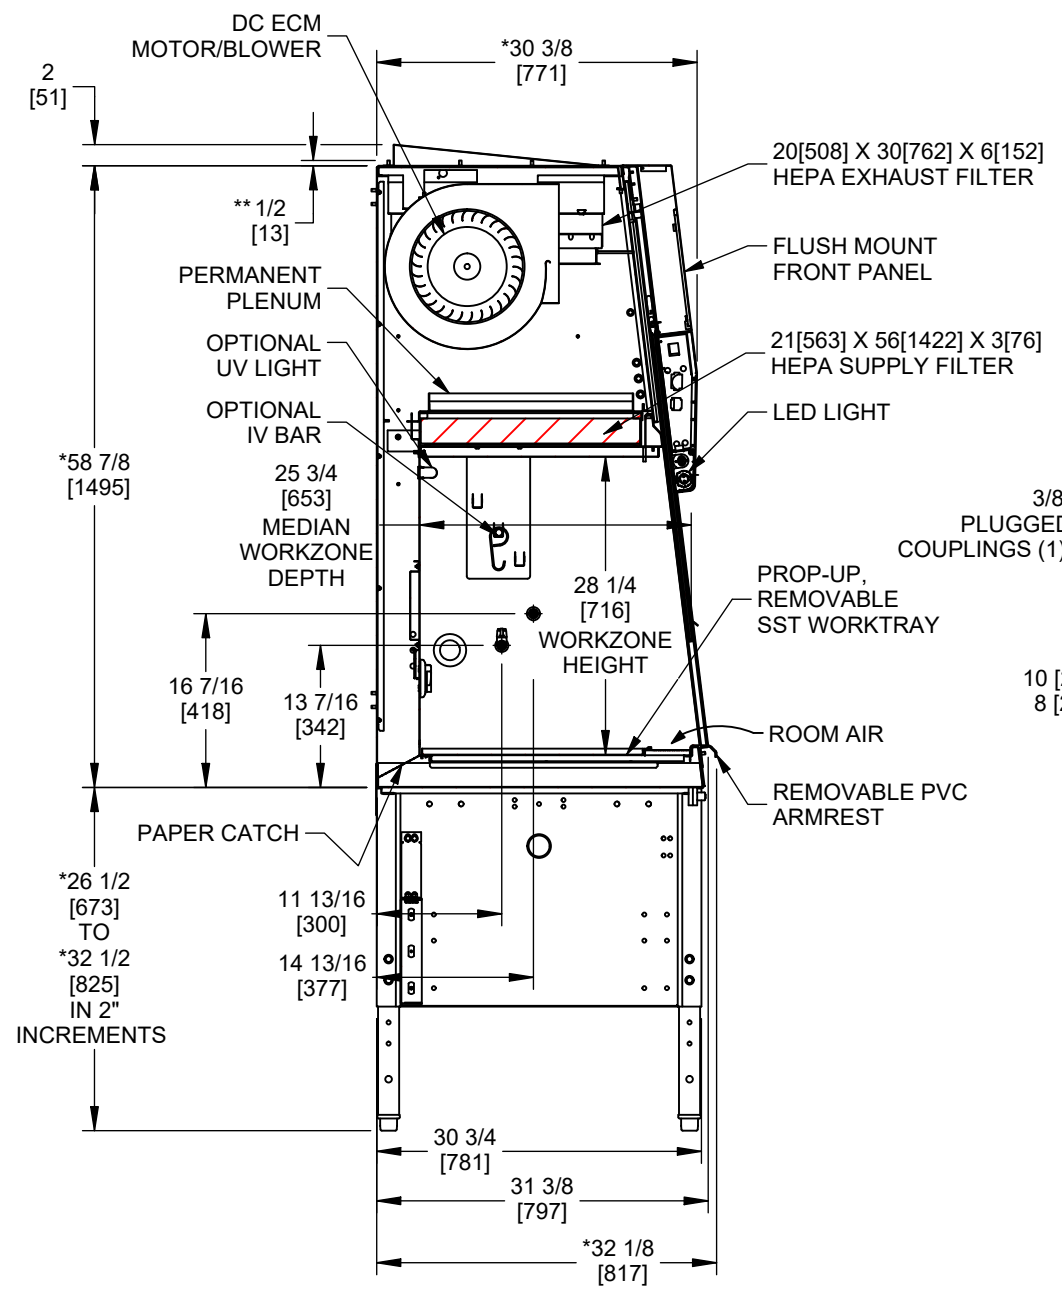 DC ECM
MOTOR/BLOWER
*30 3/8
[771]
2
[51]
20[508] X 30[762] X 6[152]
HEPA EXHAUST FILTER
** 1/2
[13]
FLUSH MOUNT
FRONT PANEL
PERMANENT
PLENUM
OPTIONAL
UV LIGHT
21[563] X 56[1422] X 3[76]
HEPA SUPPLY FILTER
OPTIONAL
IV BAR
LED LIGHT
*58 7/8
[1495]
25 3/4
[653]
MEDIAN
WORKZONE
DEPTH
3/8
PLUGGED
COUPLINGS (1)
28 1/4
[716]
WORKZONE
HEIGHT
PROP-UP,
REMOVABLE
SST WORKTRAY
16 7/16
[418]
13 7/16
[342]
10 [
8 [
ROOM AIR
REMOVABLE PVC
ARMREST
PAPER CATCH
*26 1/2
[673]
TO
*32 1/2
[825]
IN 2"
INCREMENTS
11 13/16
[300]
14 13/16
[377]
30 3/4
[781]
31 3/8
[797]
*32 1/8
[817]